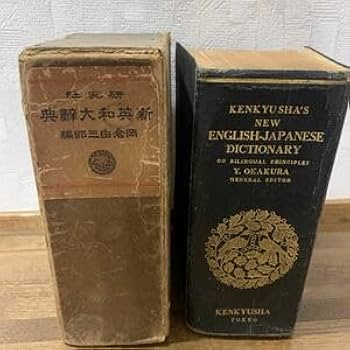 研究社
新英和大辭典
岡倉由三郎編
KENKYUSHA'S
NEW
ENGLISH-JAPANESE
DICTIONARY
ON BILINGUAL PRINCIPLES
Y. OKAKURA
GENERAL EDITOR
KENKYUSHA
TOKYO